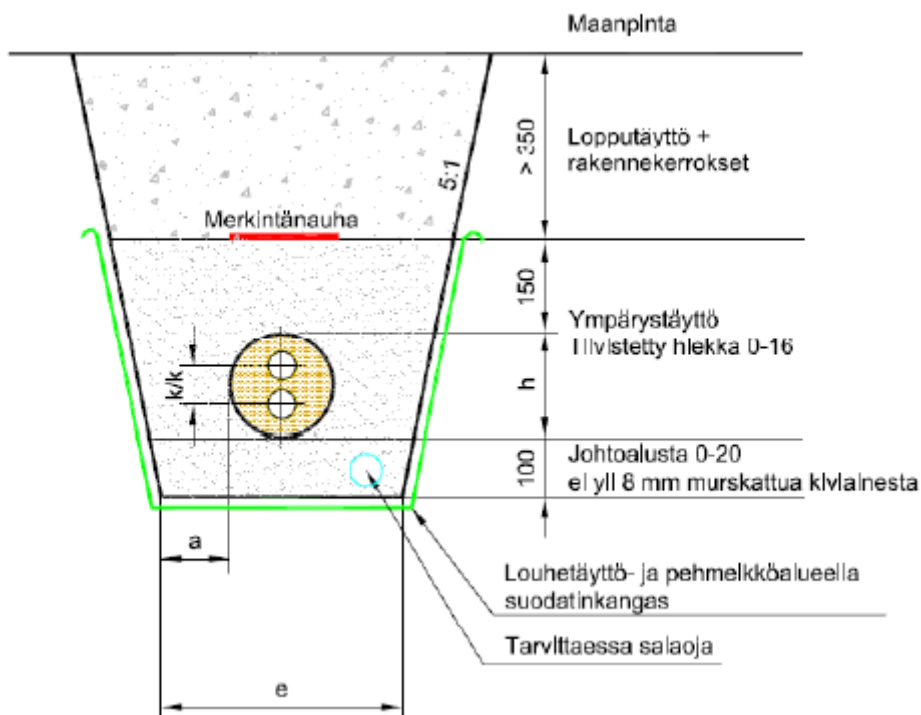 Maanpinta
> 350
Lopputäyttö +
rakennekerrokset
5:1
Merkintänauha
150
Ympärystäyttö
Tiivistetty hiekka 0-16
k/k
h
100
Johtoalusta 0-20
ei yli 8 mm murskattua kiviainesta
a
Louhetäyttö- ja pehmeikköalueella
suodatinkangas
Tarvittaessa salaoja
e